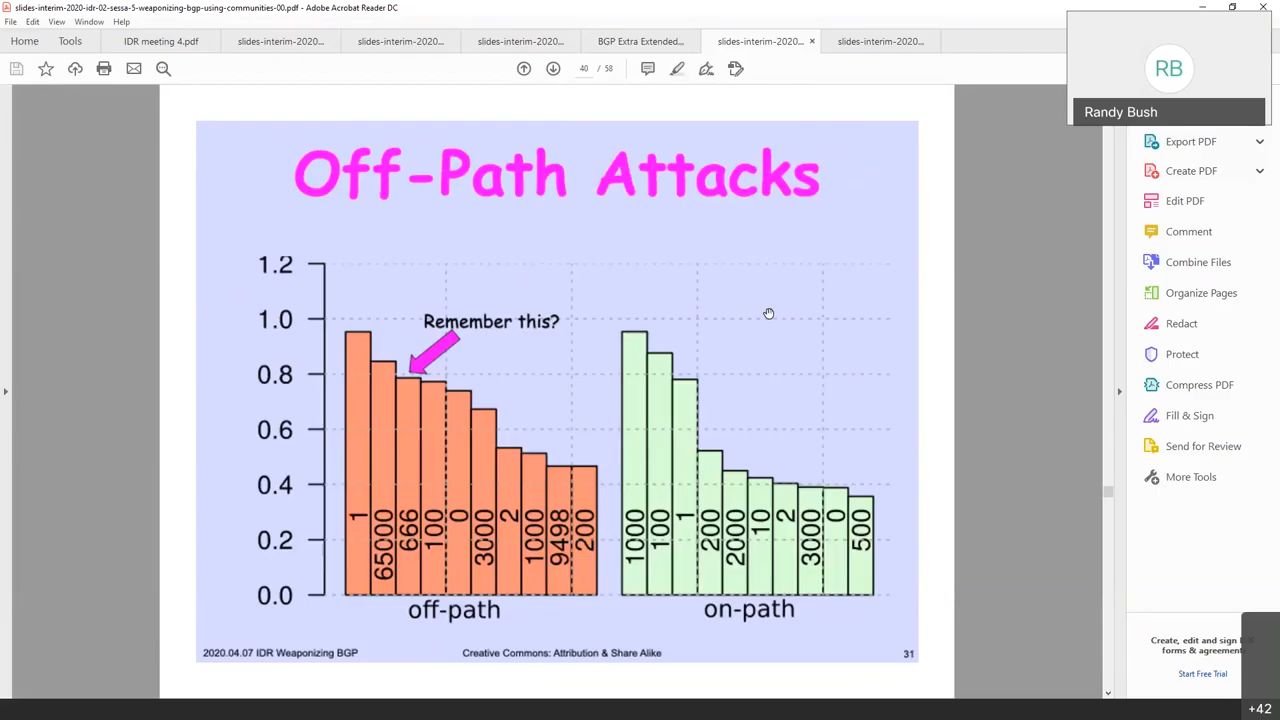 slides-interim-2020-idr-02-sessa-5-weaponizing-bgp-using-communities-00.pdf - Adobe Acrobat Reader DC
File Edit View Window Help
Home Tools IDR meeting 4.pdf slides-interim-2020... slides-interim-2020... slides-interim-2020... BGP Extra Extended... slides-interim-2020... × slides-interim-2020...
40 / 58
RB
Randy Bush
Export PDF
Create PDF
Edit PDF
Comment
Combine Files
Organize Pages
Redact
Protect
Compress PDF
Fill & Sign
Send for Review
More Tools
Create, edit and sign
forms & agreement
Start Free Trial
+42
Off-Path Attacks
1.2
1.0
0.8
0.6
0.4
0.2
0.0
Remember this?
1 65000 666 100 0 3000 2 1000 9498 200
off-path
1000 100 1 200 2000 10 2 3000 0 500
on-path
2020.04.07 IDR Weaponizing BGP
Creative Commons: Attribution & Share Alike
31